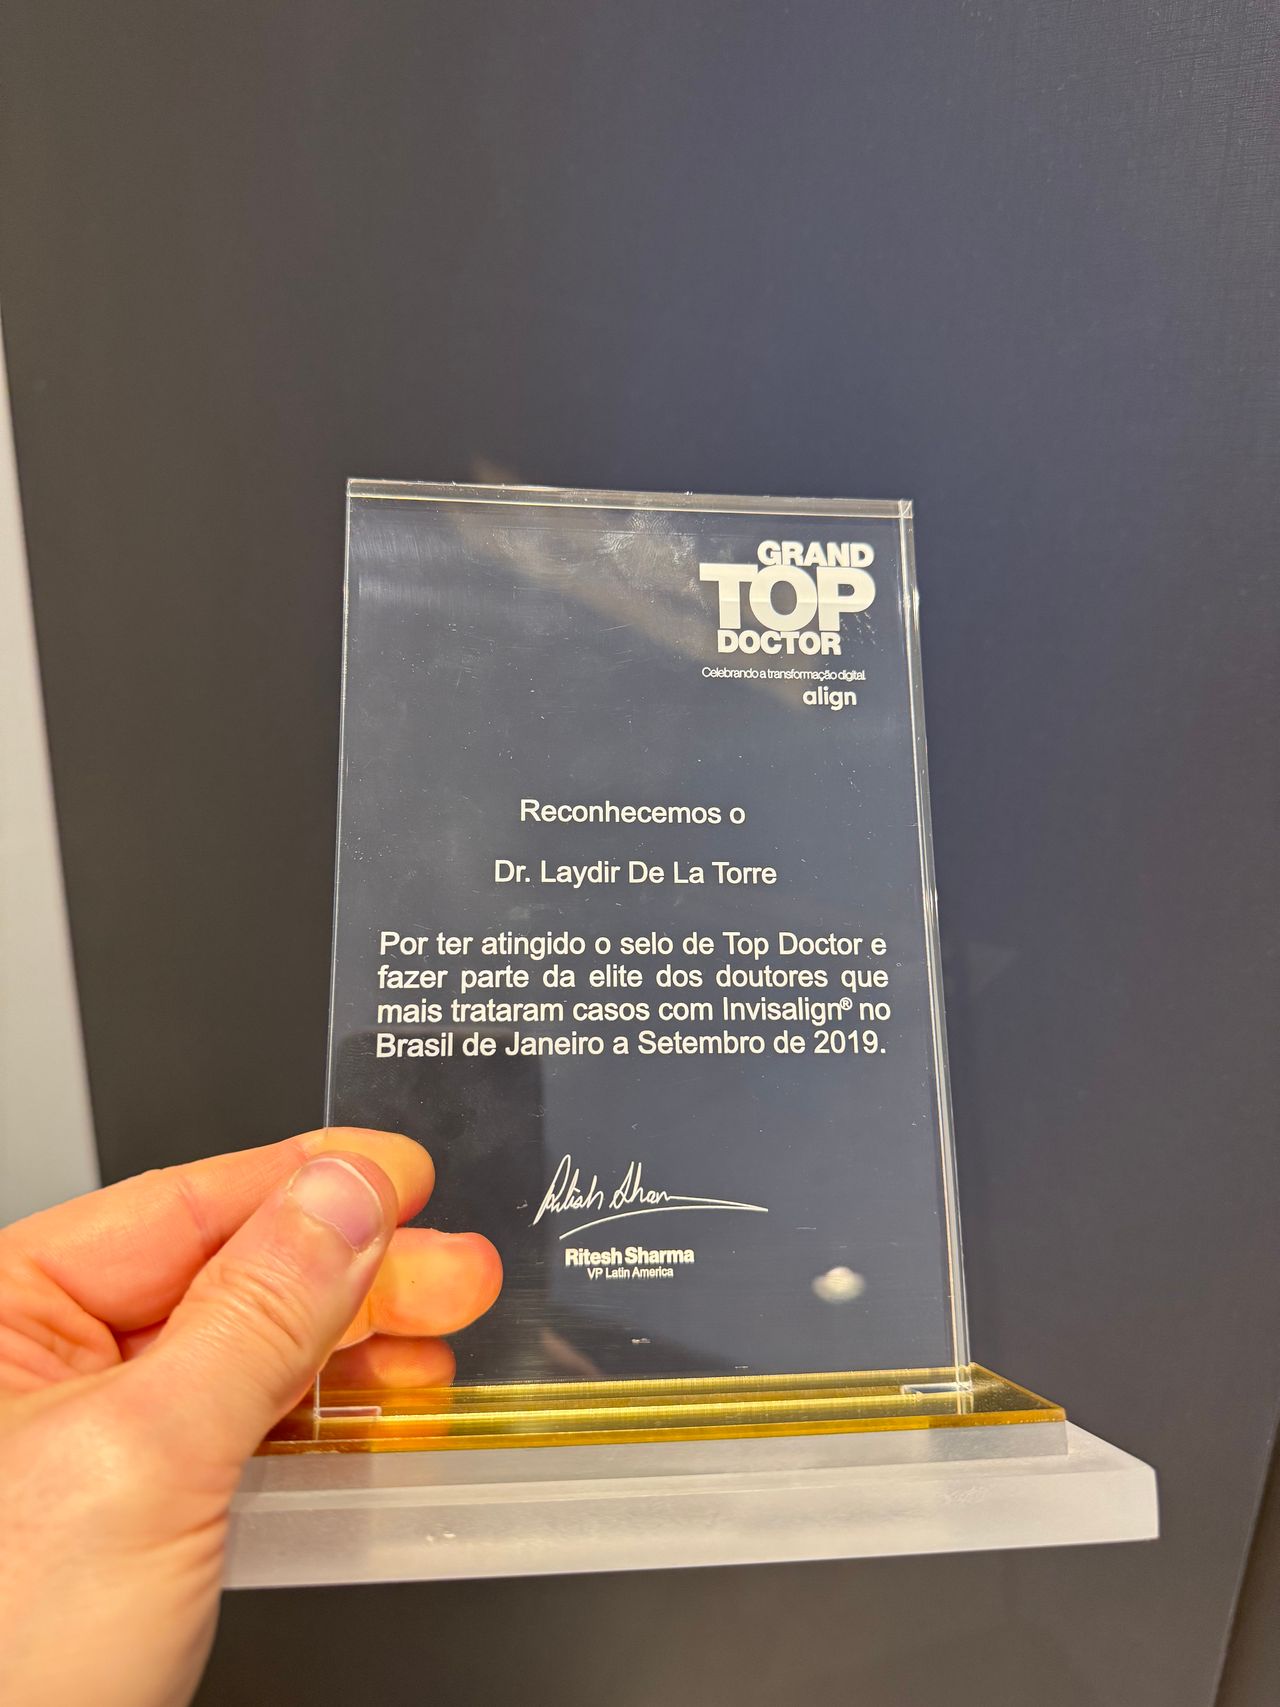 GRAND
TOP
DOCTOR
Celebrando a transformação digital.
align
Reconhecemos o
Dr. Laydir De La Torre
Por ter atingido o selo de Top Doctor e
fazer parte da elite dos doutores que
mais trataram casos com Invisalign® no
Brasil de Janeiro a Setembro de 2019.
Ritesh Sharma
Ritesh Sharma
VP Latin America